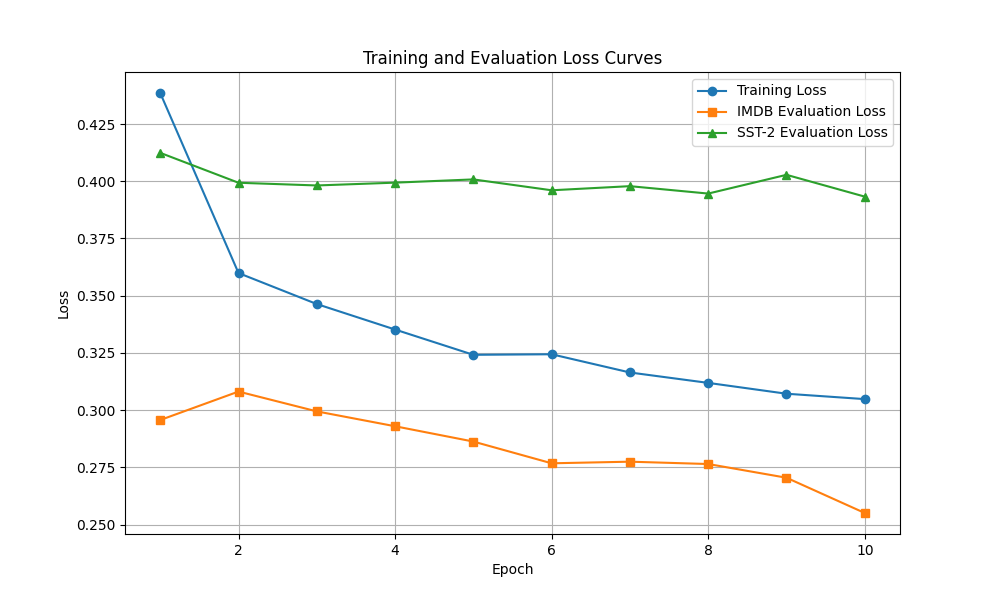 Training and Evaluation Loss Curves
Training Loss
IMDB Evaluation Loss
SST-2 Evaluation Loss
0.425
0.400
0.375
0.350
0.325
0.300
0.275
0.250
Loss
2 4 6 8 10
Epoch